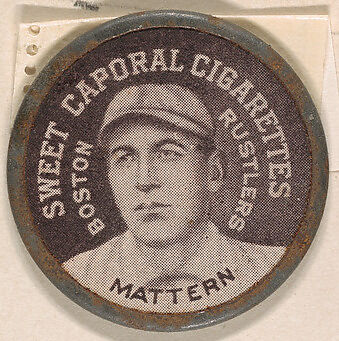 SWEET CAPORAL CIGARETTES
BOSTON
RUSTLERS
MATTERN